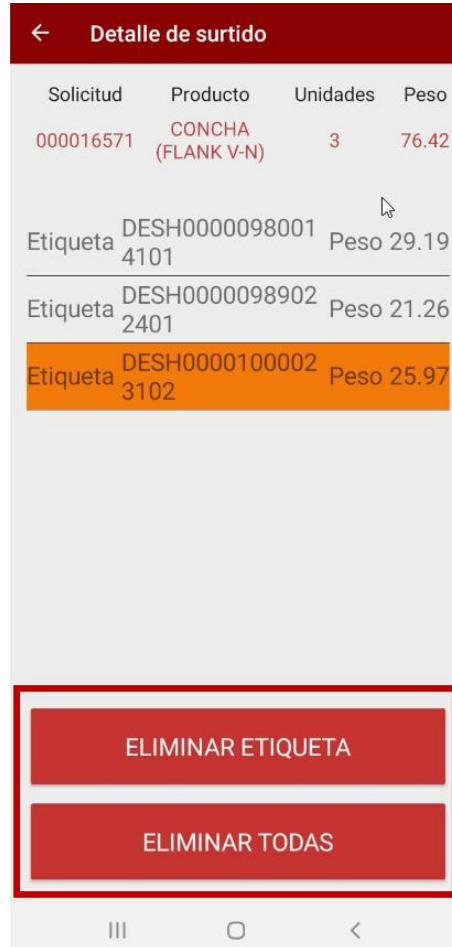 Detalle de surtido
Solicitud Producto Unidades Peso
000016571 CONCHA (FLANK V-N) 3 76.42
Etiqueta DESH0000098001 Peso 29.19
4101
Etiqueta DESH0000098902 Peso 21.26
2401
Etiqueta DESH0000100002 Peso 25.97
3102
ELIMINAR ETIQUETA
ELIMINAR TODAS